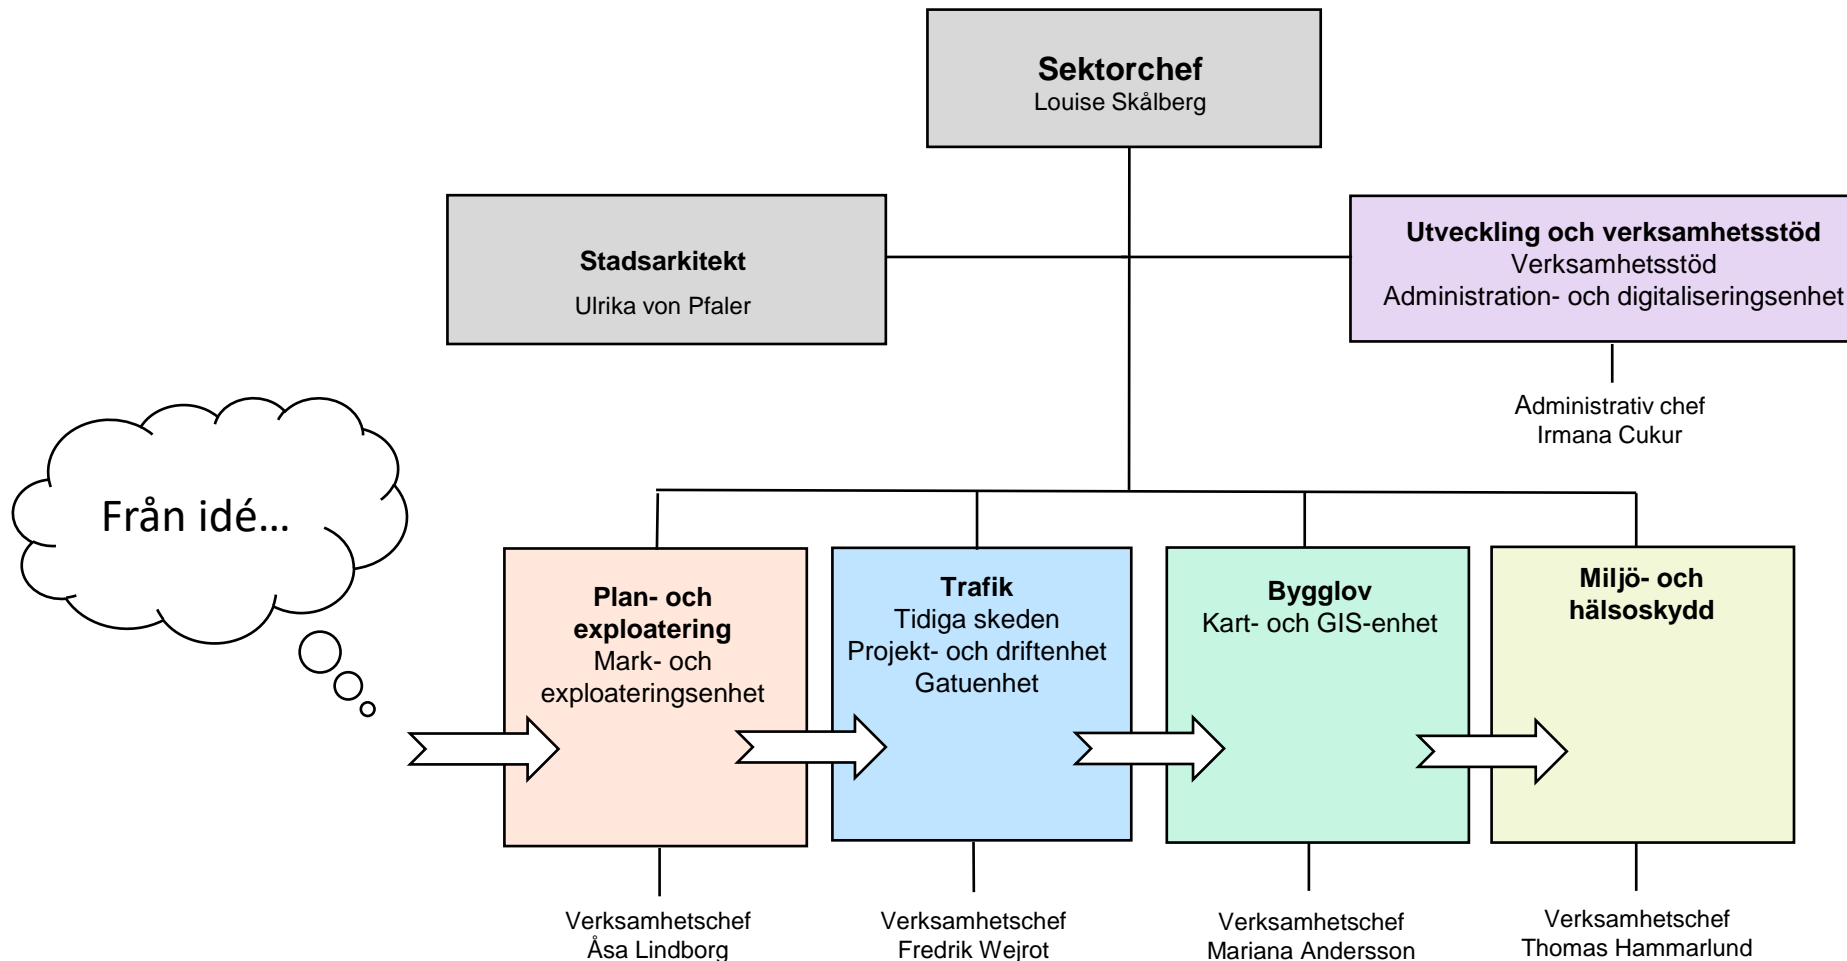 Sektorchef
Louise Skålberg
Stadsarkitekt
Ulrika von Pfaler
Utveckling och verksamhetsstöd
Verksamhetsstöd
Administration- och digitaliseringsenhet
Administrativ chef
Irmana Cukur
Från idé...
Plan- och
exploatering
Mark- och
exploateringsenhet
Trafik
Tidiga skeden
Projekt- och driftenhet
Gatuenhet
Bygglov
Kart- och GIS-enhet
Miljö- och
hälsoskydd
Verksamhetschef
Åsa Lindborg
Verksamhetschef
Fredrik Wejrot
Verksamhetschef
Mariana Andersson
Verksamhetschef
Thomas Hammarlund